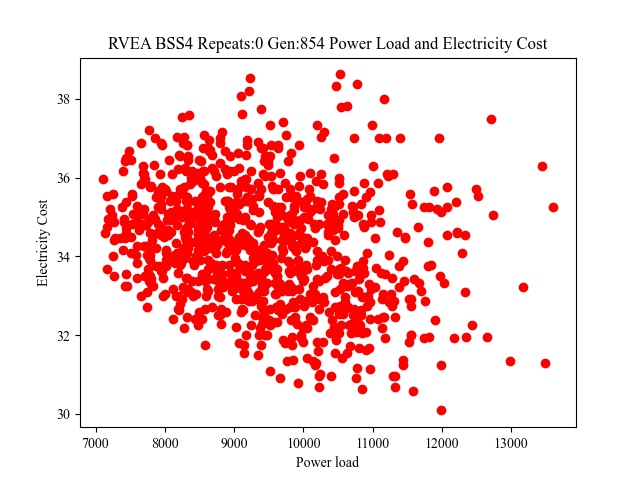 RVEA BSS4 Repeats:0 Gen:854 Power Load and Electricity Cost
Electricity Cost
38
36
34
32
30
7000 8000 9000 10000 11000 12000 13000
Power load